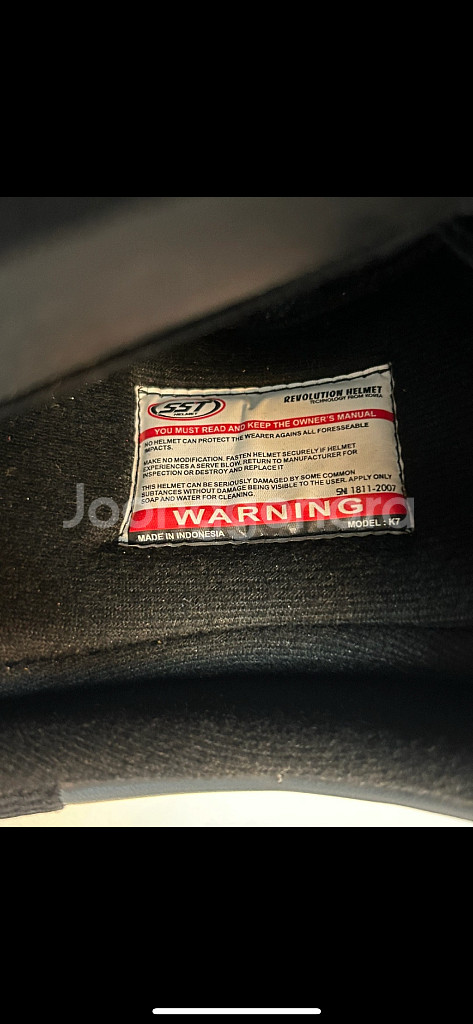 SST
HELMET
REVOLUTION HELMET
TECHNOLOGY FROM KOREA
YOU MUST READ AND KEEP THE OWNER'S MANUAL
NO HELMET CAN PROTECT THE WEARER AGAINS ALL FORESEEABLE
IMPACTS.
MAKE NO MODIFICATION. FASTEN HELMET SECURELY IF HELMET
EXPERIENCES A SERVE BLOW, RETURN TO MANUFACTURER FOR
INSPECTION OR DESTROY AND REPLACE IT
THIS HELMET CAN BE SERIOUSLY DAMAGED BY SOME COMMON
SUBTANCES WITHOUT DAMAGE BEING VISIBLE TO THE USER. APPLY ONLY
SOAP AND WATER FOR CLEANING.
SNI 1811-2007
WARNING
MADE IN INDONESIA
MODEL : K7